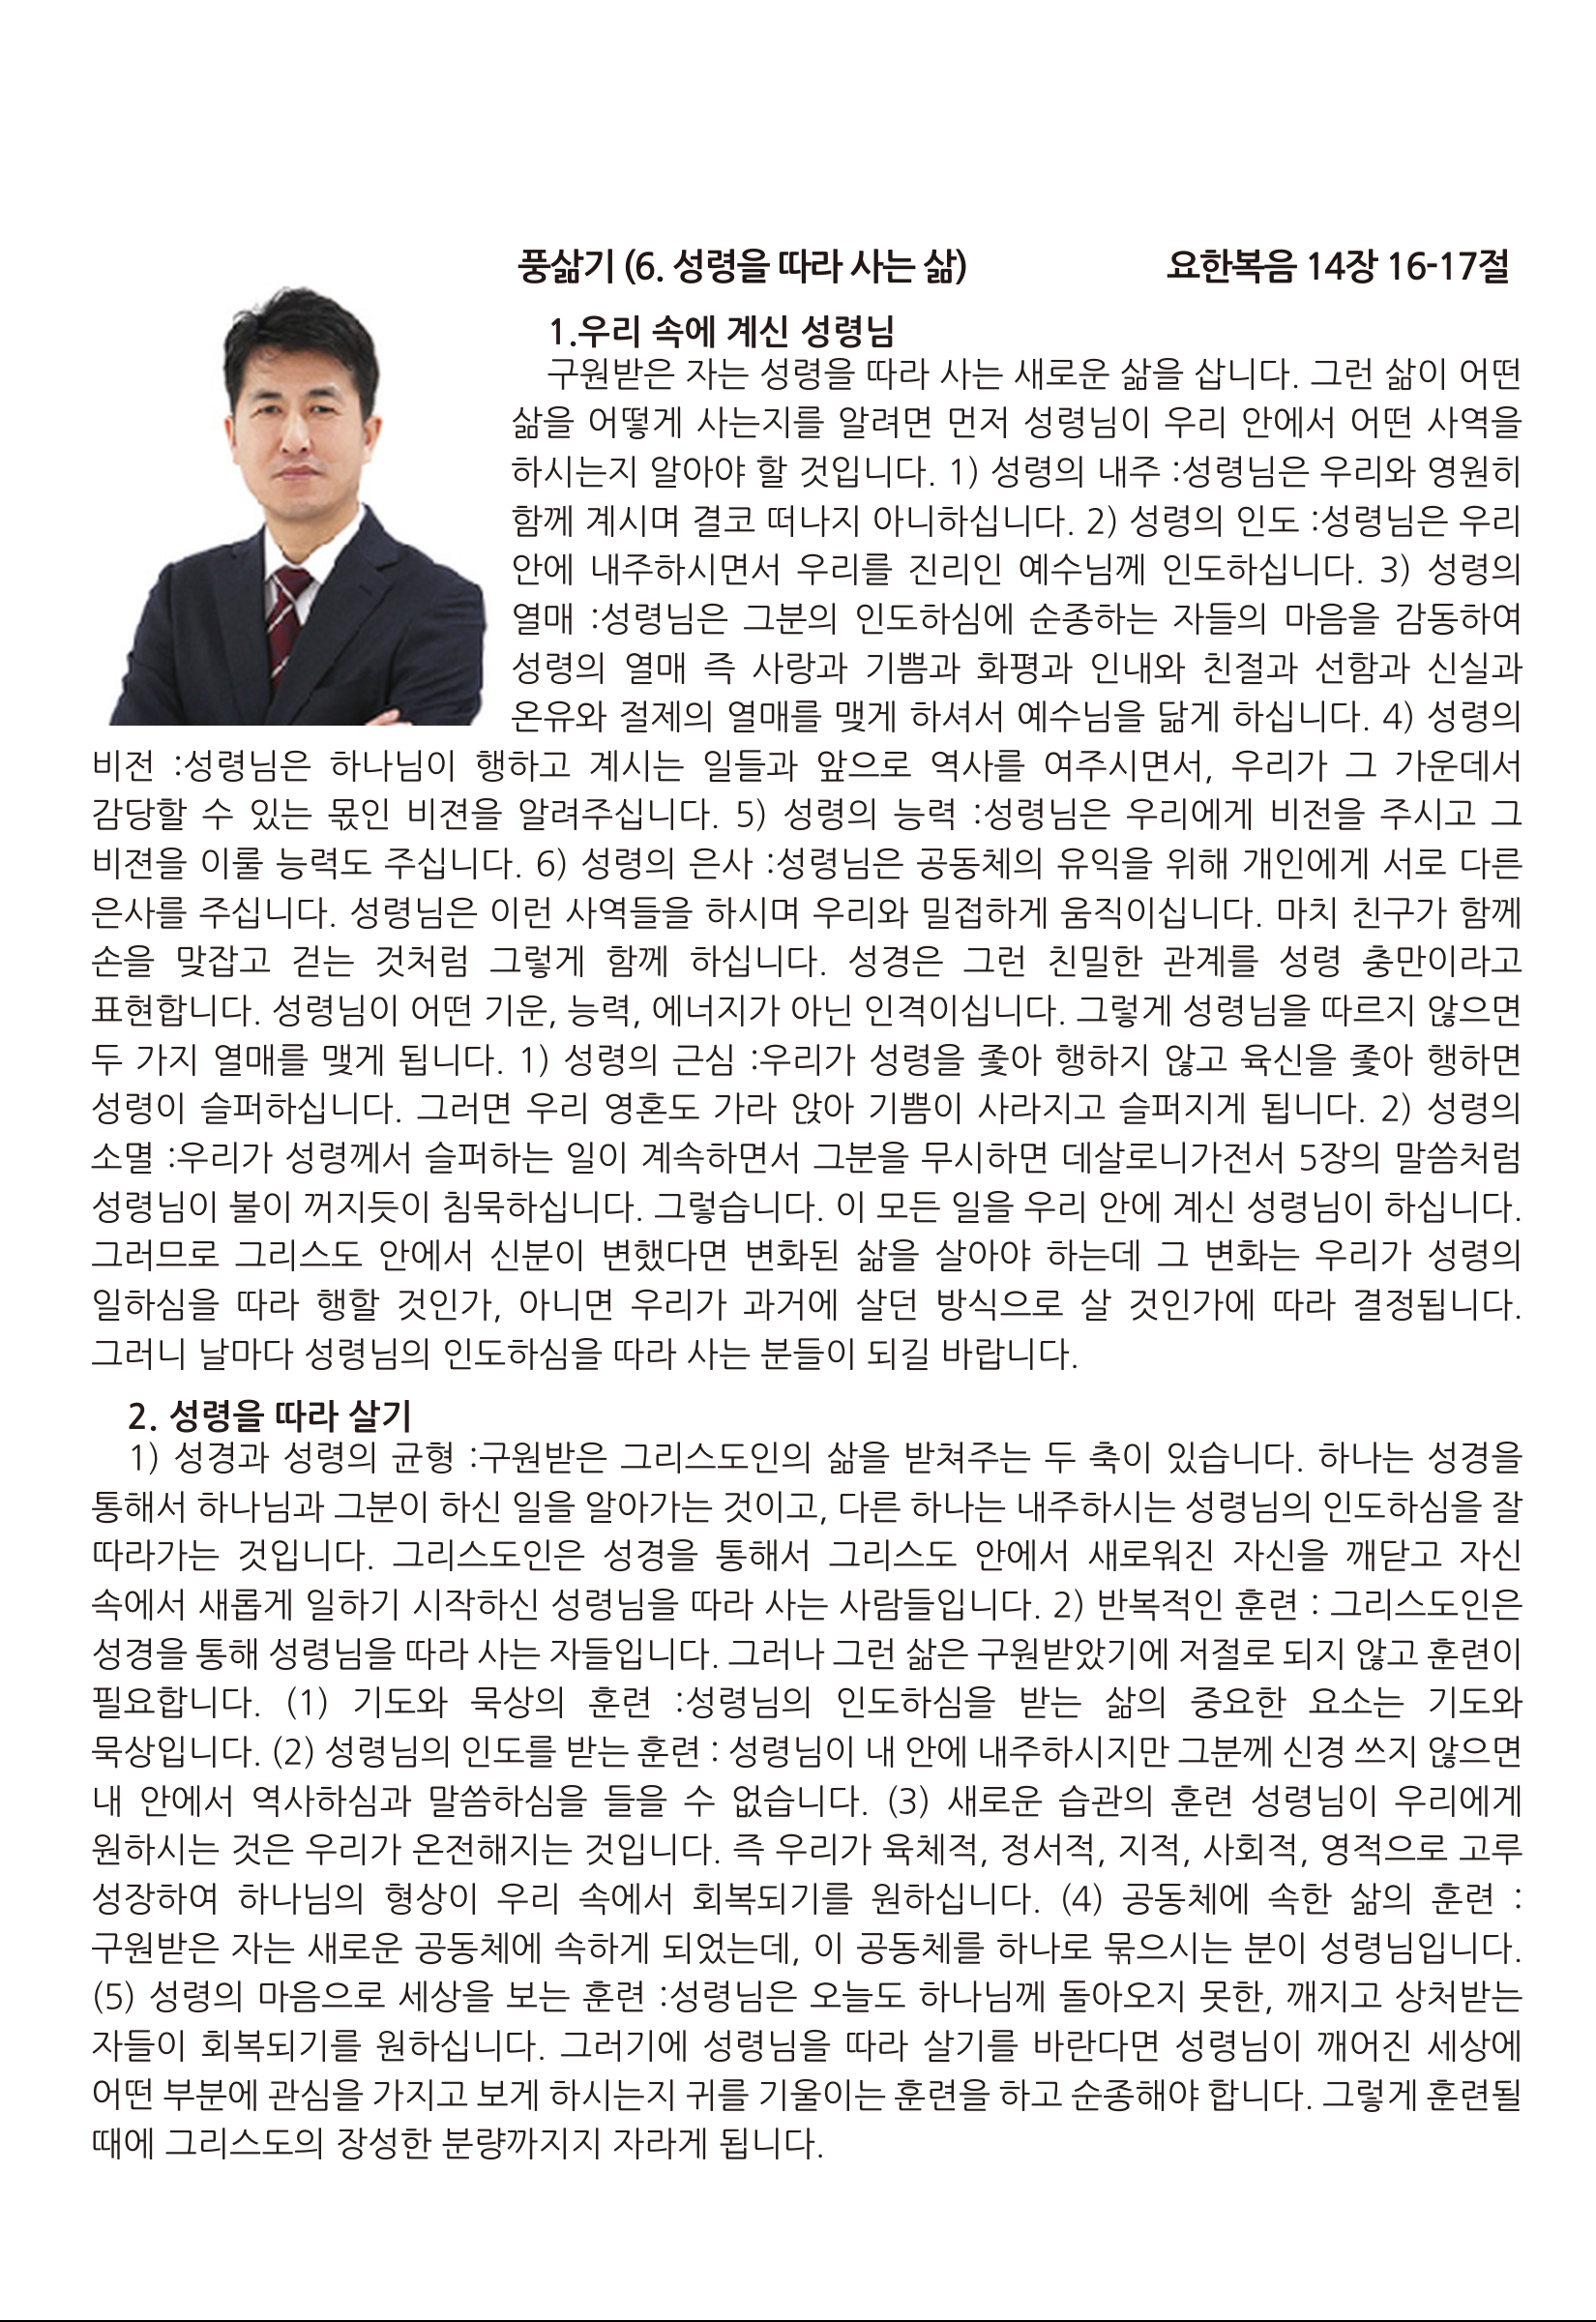 풍삶기 (6. 성령을 따라 사는 삶) 요한복음 14장 16-17절
1.우리 속에 계신 성령님
구원받은 자는 성령을 따라 사는 새로운 삶을 삽니다. 그런 삶이 어떤
삶을 어떻게 사는지를 알려면 먼저 성령님이 우리 안에서 어떤 사역을
하시는지 알아야 할 것입니다. 1) 성령의 내주 :성령님은 우리와 영원히
함께 계시며 결코 떠나지 아니하십니다. 2) 성령의 인도 :성령님은 우리
안에 내주하시면서 우리를 진리인 예수님께 인도하십니다. 3) 성령의
열매 :성령님은 그분의 인도하심에 순종하는 자들의 마음을 감동하여
성령의 열매 즉 사랑과 기쁨과 화평과 인내와 친절과 선함과 신실과
온유와 절제의 열매를 맺게 하셔서 예수님을 닮게 하십니다. 4) 성령의
비전 :성령님은 하나님이 행하고 계시는 일들과 앞으로 역사를 여주시면서, 우리가 그 가운데서
감당할 수 있는 몫인 비젼을 알려주십니다. 5) 성령의 능력 :성령님은 우리에게 비전을 주시고 그
비젼을 이룰 능력도 주십니다. 6) 성령의 은사 :성령님은 공동체의 유익을 위해 개인에게 서로 다른
은사를 주십니다. 성령님은 이런 사역들을 하시며 우리와 밀접하게 움직이십니다. 마치 친구가 함께
손을 맞잡고 걷는 것처럼 그렇게 함께 하십니다. 성경은 그런 친밀한 관계를 성령 충만이라고
표현합니다. 성령님이 어떤 기운, 능력, 에너지가 아닌 인격이십니다. 그렇게 성령님을 따르지 않으면
두 가지 열매를 맺게 됩니다. 1) 성령의 근심 :우리가 성령을 좇아 행하지 않고 육신을 좇아 행하면
성령이 슬퍼하십니다. 그러면 우리 영혼도 가라 앉아 기쁨이 사라지고 슬퍼지게 됩니다. 2) 성령의
소멸 :우리가 성령께서 슬퍼하는 일이 계속하면서 그분을 무시하면 데살로니가전서 5장의 말씀처럼
성령님이 불이 꺼지듯이 침묵하십니다. 그렇습니다. 이 모든 일을 우리 안에 계신 성령님이 하십니다.
그러므로 그리스도 안에서 신분이 변했다면 변화된 삶을 살아야 하는데 그 변화는 우리가 성령의
일하심을 따라 행할 것인가, 아니면 우리가 과거에 살던 방식으로 살 것인가에 따라 결정됩니다.
그러니 날마다 성령님의 인도하심을 따라 사는 분들이 되길 바랍니다.
2. 성령을 따라 살기
1) 성경과 성령의 균형 :구원받은 그리스도인의 삶을 받쳐주는 두 축이 있습니다. 하나는 성경을
통해서 하나님과 그분이 하신 일을 알아가는 것이고, 다른 하나는 내주하시는 성령님의 인도하심을 잘
따라가는 것입니다. 그리스도인은 성경을 통해서 그리스도 안에서 새로워진 자신을 깨닫고 자신
속에서 새롭게 일하기 시작하신 성령님을 따라 사는 사람들입니다. 2) 반복적인 훈련 : 그리스도인은
성경을 통해 성령님을 따라 사는 자들입니다. 그러나 그런 삶은 구원받았기에 저절로 되지 않고 훈련이
필요합니다. (1) 기도와 묵상의 훈련 :성령님의 인도하심을 받는 삶의 중요한 요소는 기도와
묵상입니다. (2) 성령님의 인도를 받는 훈련 : 성령님이 내 안에 내주하시지만 그분께 신경 쓰지 않으면
내 안에서 역사하심과 말씀하심을 들을 수 없습니다. (3) 새로운 습관의 훈련 성령님이 우리에게
원하시는 것은 우리가 온전해지는 것입니다. 즉 우리가 육체적, 정서적, 지적, 사회적, 영적으로 고루
성장하여 하나님의 형상이 우리 속에서 회복되기를 원하십니다. (4) 공동체에 속한 삶의 훈련 :
구원받은 자는 새로운 공동체에 속하게 되었는데, 이 공동체를 하나로 묶으시는 분이 성령님입니다.
(5) 성령의 마음으로 세상을 보는 훈련 :성령님은 오늘도 하나님께 돌아오지 못한, 깨지고 상처받는
자들이 회복되기를 원하십니다. 그러기에 성령님을 따라 살기를 바란다면 성령님이 깨어진 세상에
어떤 부분에 관심을 가지고 보게 하시는지 귀를 기울이는 훈련을 하고 순종해야 합니다. 그렇게 훈련될
때에 그리스도의 장성한 분량까지지 자라게 됩니다.